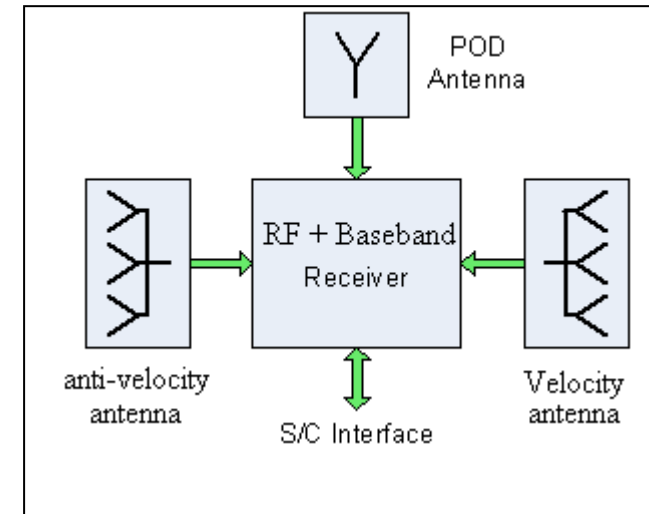 POD
Antenna
RF + Baseband
Receiver
anti-velocity
antenna
Velocity
antenna
S/C Interface